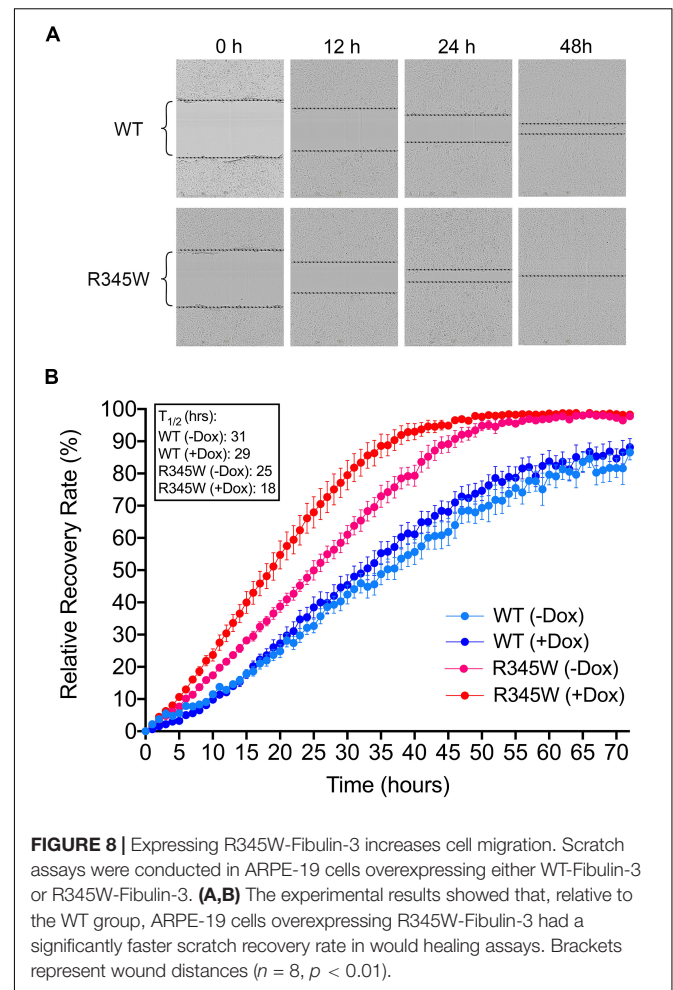 A
0 h 12 h 24 h 48h
WT
R345W
B
Relative Recovery Rate (%)
100
90
80
70
60
50
40
30
20
10
0
T1/2 (hrs):
WT (-Dox): 31
WT (+Dox): 29
R345W (-Dox): 25
R345W (+Dox): 18
WT (-Dox)
WT (+Dox)
R345W (-Dox)
R345W (+Dox)
0 5 10 15 20 25 30 35 40 45 50 55 60 65 70
Time (hours)
FIGURE 8 | Expressing R345W-Fibulin-3 increases cell migration. Scratch
assays were conducted in ARPE-19 cells overexpressing either WT-Fibulin-3
or R345W-Fibulin-3. (A,B) The experimental results showed that, relative to
the WT group, ARPE-19 cells overexpressing R345W-Fibulin-3 had a
significantly faster scratch recovery rate in would healing assays. Brackets
represent wound distances (n = 8, p < 0.01).